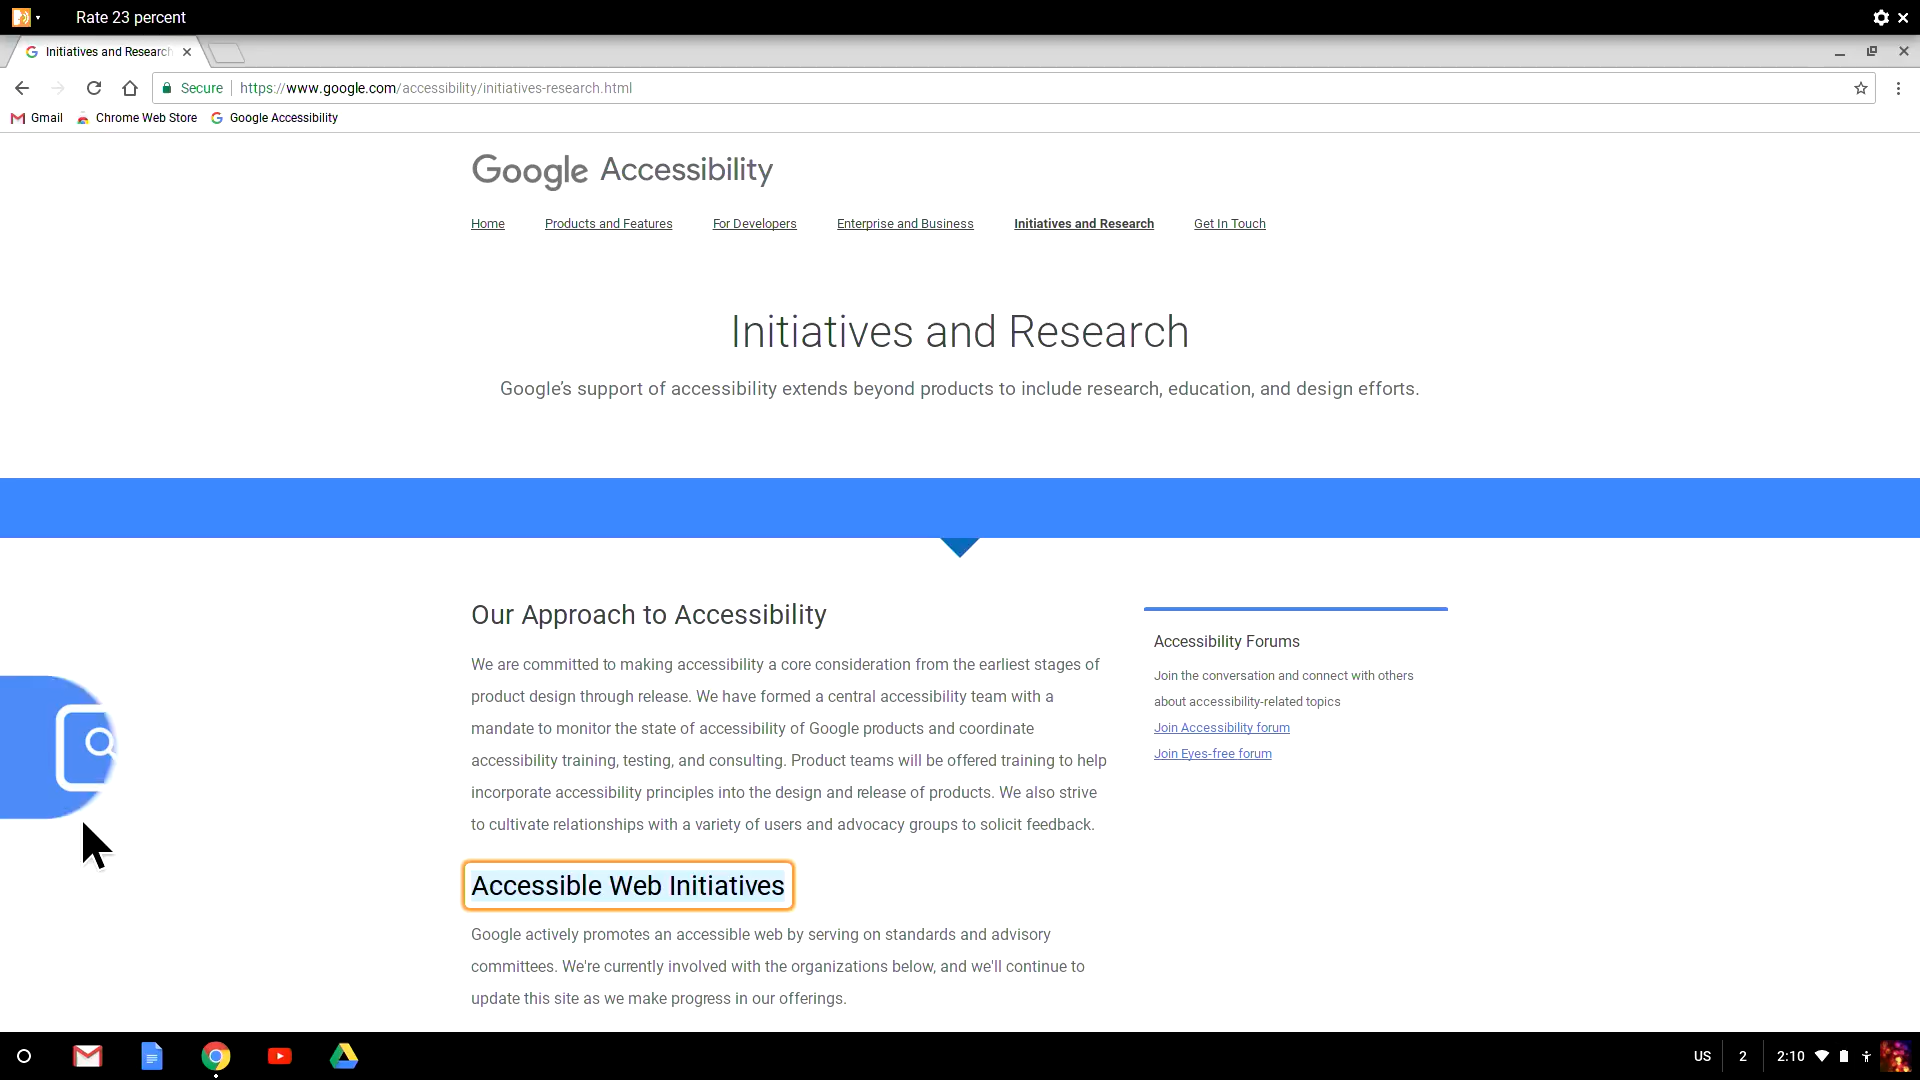 Rate 23 percent
Initiatives and Research
Secure https://www.google.com/accessibility/initiatives-research.html
Gmail Chrome Web Store Google Accessibility
Google Accessibility
Home Products and Features For Developers Enterprise and Business Initiatives and Research Get In Touch
Initiatives and Research
Google’s support of accessibility extends beyond products to include research, education, and design efforts.
Our Approach to Accessibility
We are committed to making accessibility a core consideration from the earliest stages of
product design through release. We have formed a central accessibility team with a
mandate to monitor the state of accessibility of Google products and coordinate
accessibility training, testing, and consulting. Product teams will be offered training to help
incorporate accessibility principles into the design and release of products. We also strive
to cultivate relationships with a variety of users and advocacy groups to solicit feedback.
Accessible Web Initiatives
Google actively promotes an accessible web by serving on standards and advisory
committees. We're currently involved with the organizations below, and we'll continue to
update this site as we make progress in our offerings.
Accessibility Forums
Join the conversation and connect with others
about accessibility-related topics
Join Accessibility forum
Join Eyes-free forum
US 2 2:10